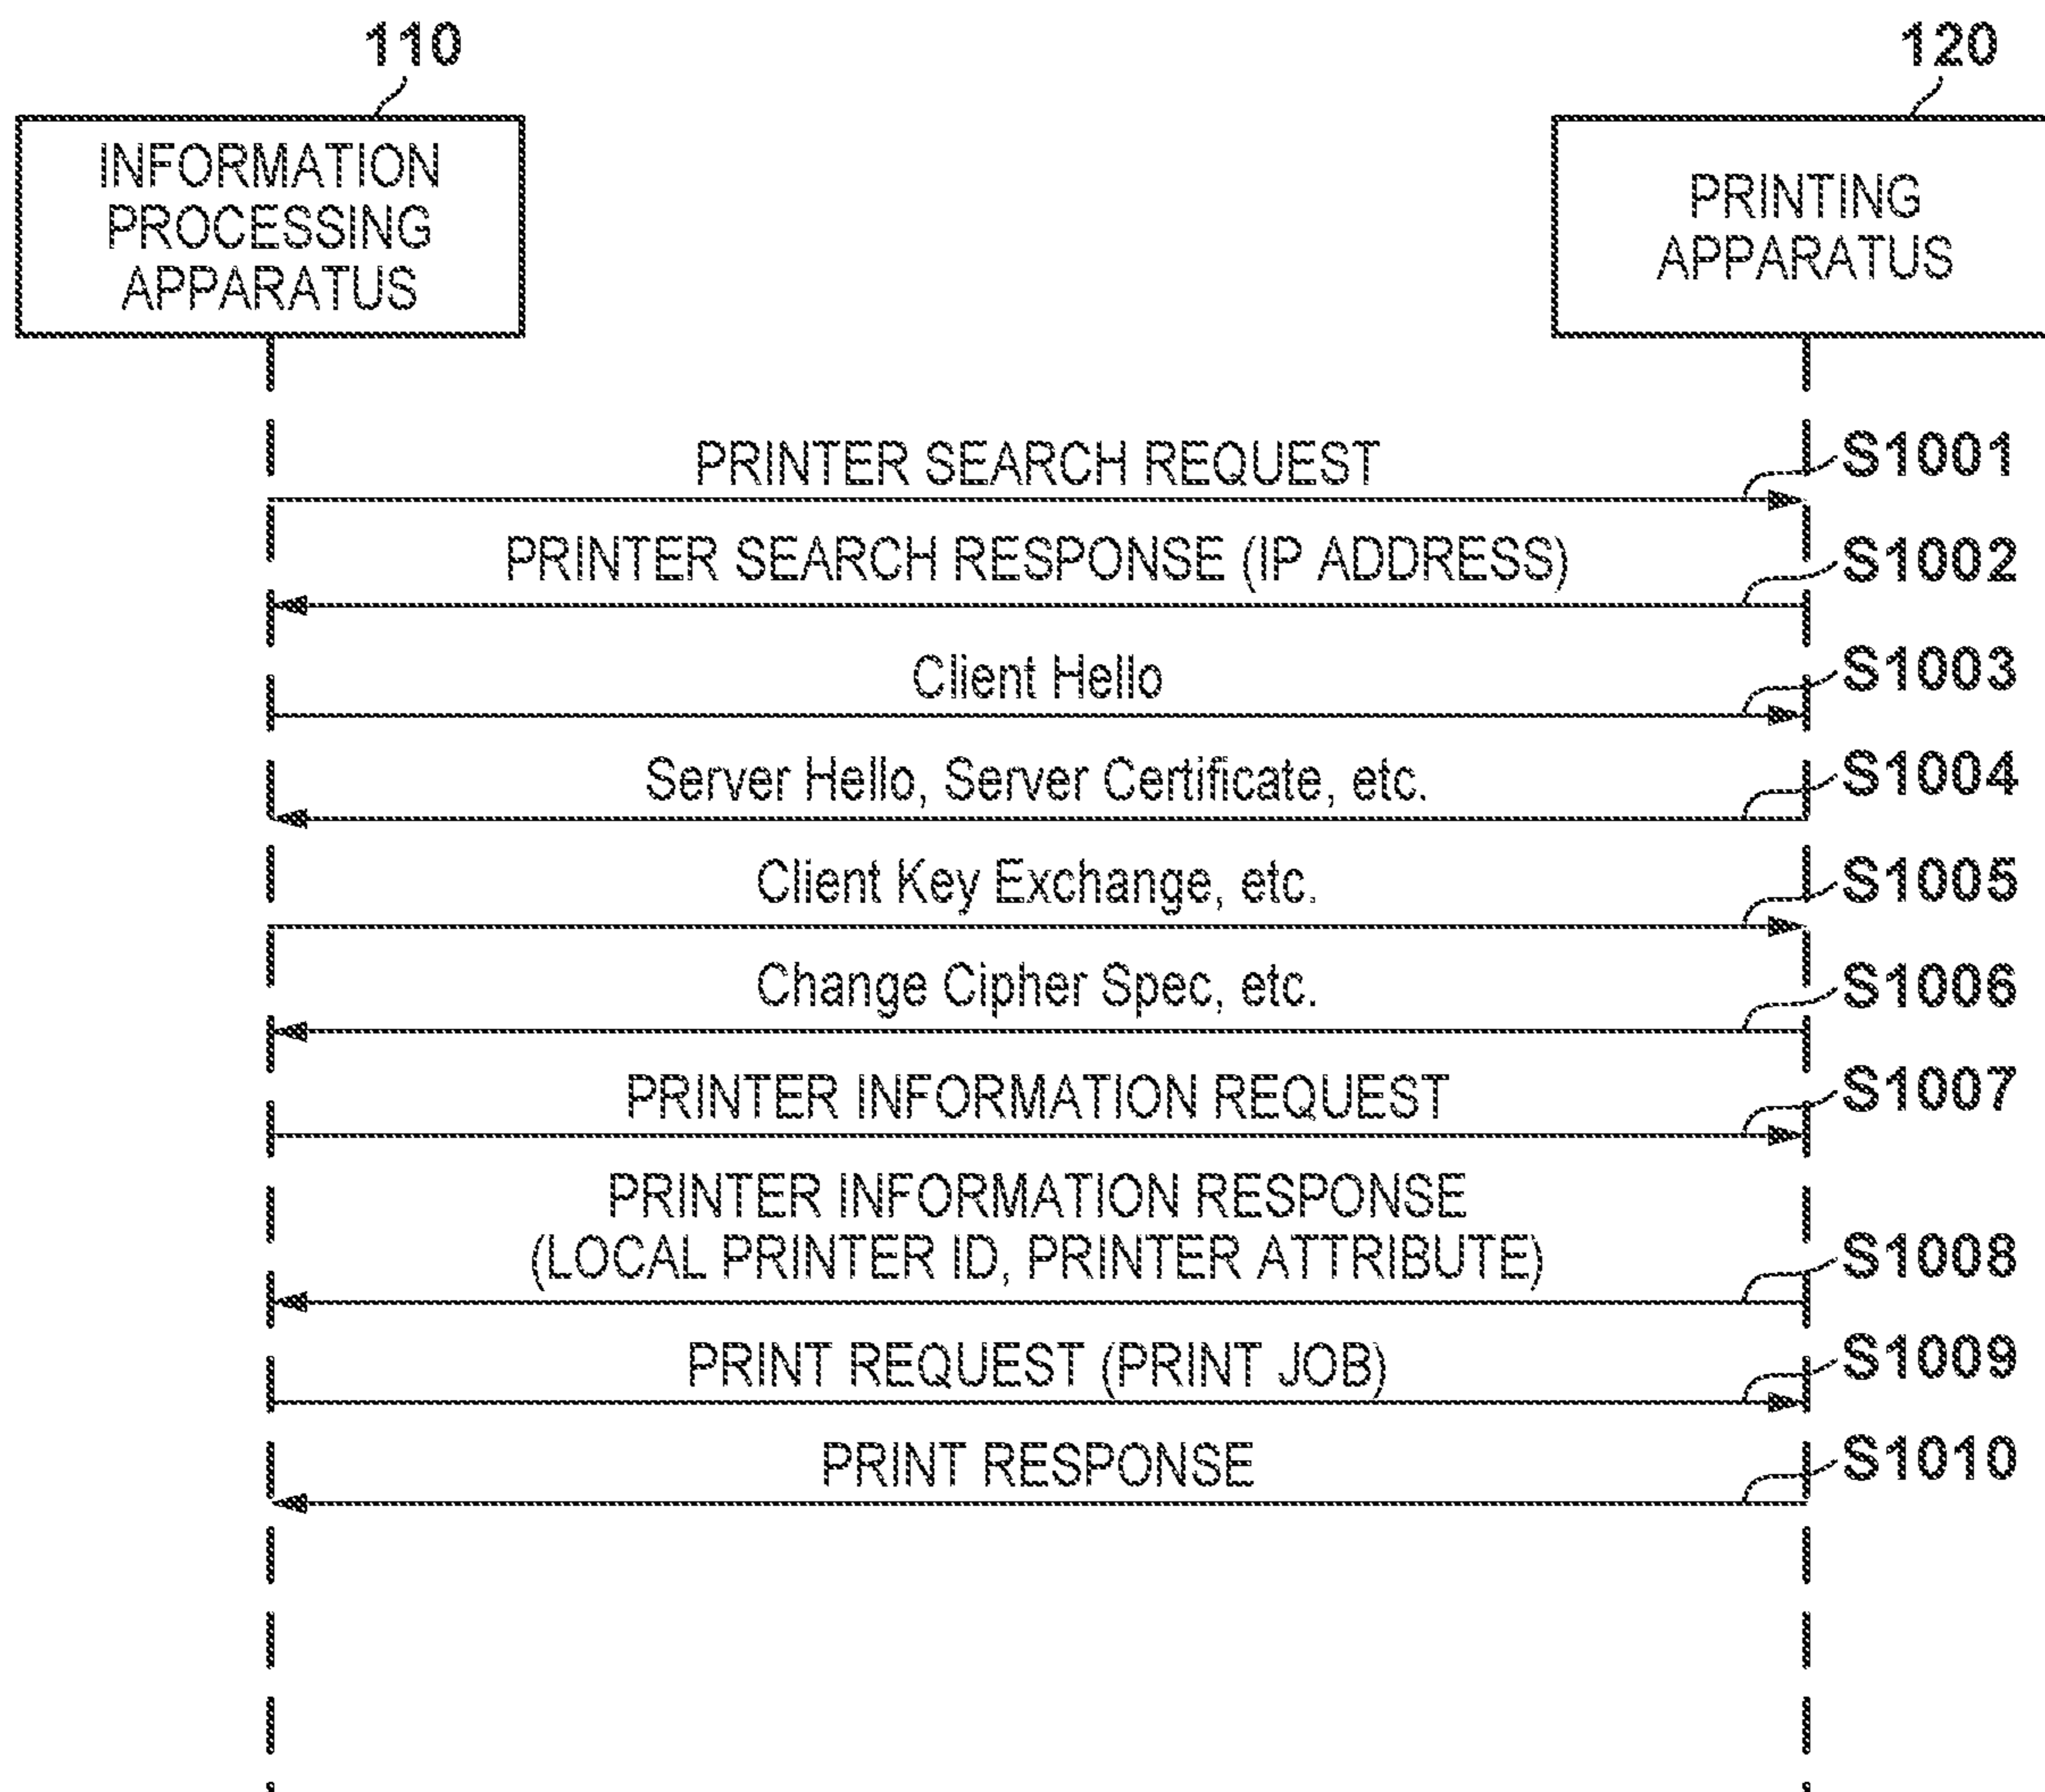 110
120
INFORMATION
PROCESSING
APPARATUS
PRINTING
APPARATUS
PRINTER SEARCH REQUEST
S1001
PRINTER SEARCH RESPONSE (IP ADDRESS)
S1002
Client Hello
S1003
Server Hello, Server Certificate, etc.
S1004
Client Key Exchange, etc.
S1005
Change Cipher Spec, etc.
S1006
PRINTER INFORMATION REQUEST
S1007
PRINTER INFORMATION RESPONSE
(LOCAL PRINTER ID, PRINTER ATTRIBUTE)
S1008
PRINT REQUEST (PRINT JOB)
S1009
PRINT RESPONSE
S1010